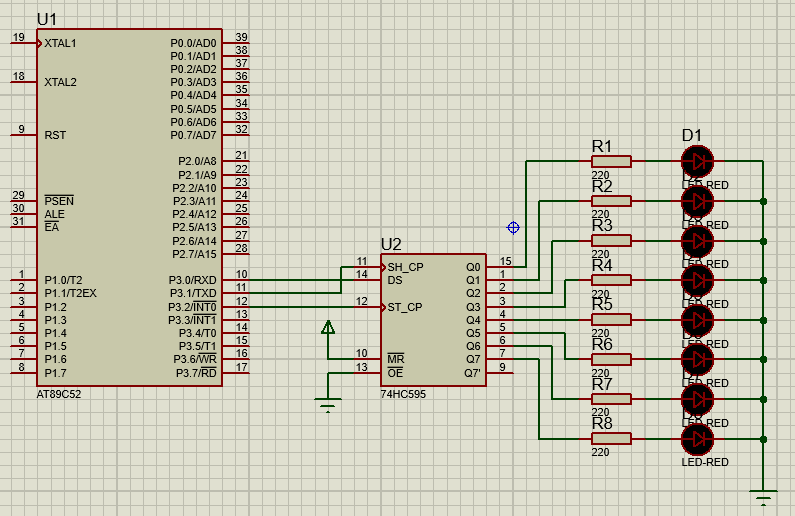 U1
19 XTAL1 P0.0/AD0 39
P0.1/AD1 38
P0.2/AD2 37
18 XTAL2 P0.3/AD3 36
P0.4/AD4 35
P0.5/AD5 34
P0.6/AD6 33
9 RST P0.7/AD7 32
P2.0/A8 21
P2.1/A9 22
P2.2/A10 23
29 PSEN P2.3/A11 24
30 ALE P2.4/A12 25
31 EA P2.5/A13 26
P2.6/A14 27
P2.7/A15 28
1 P1.0/T2 P3.0/RXD 10
2 P1.1/T2EX P3.1/TXD 11
3 P1.2 P3.2/INT0 12
4 P1.3 P3.3/INT1 13
5 P1.4 P3.4/T0 14
6 P1.5 P3.5/T1 15
7 P1.6 P3.6/WR 16
8 P1.7 P3.7/RD 17
AT89C52
U2
11 SH_CP Q0 15
14 DS Q1 1
Q2 2
12 ST_CP Q3 3
Q4 4
Q5 5
Q6 6
10 MR Q7 7
13 OE Q7' 9
74HC595
R1
220
R2
220
R3
220
R4
220
R5
220
R6
220
R7
220
R8
220
D1
LED-RED
LED-RED
LED-RED
LED-RED
LED-RED
LED-RED
LED-RED
LED-RED